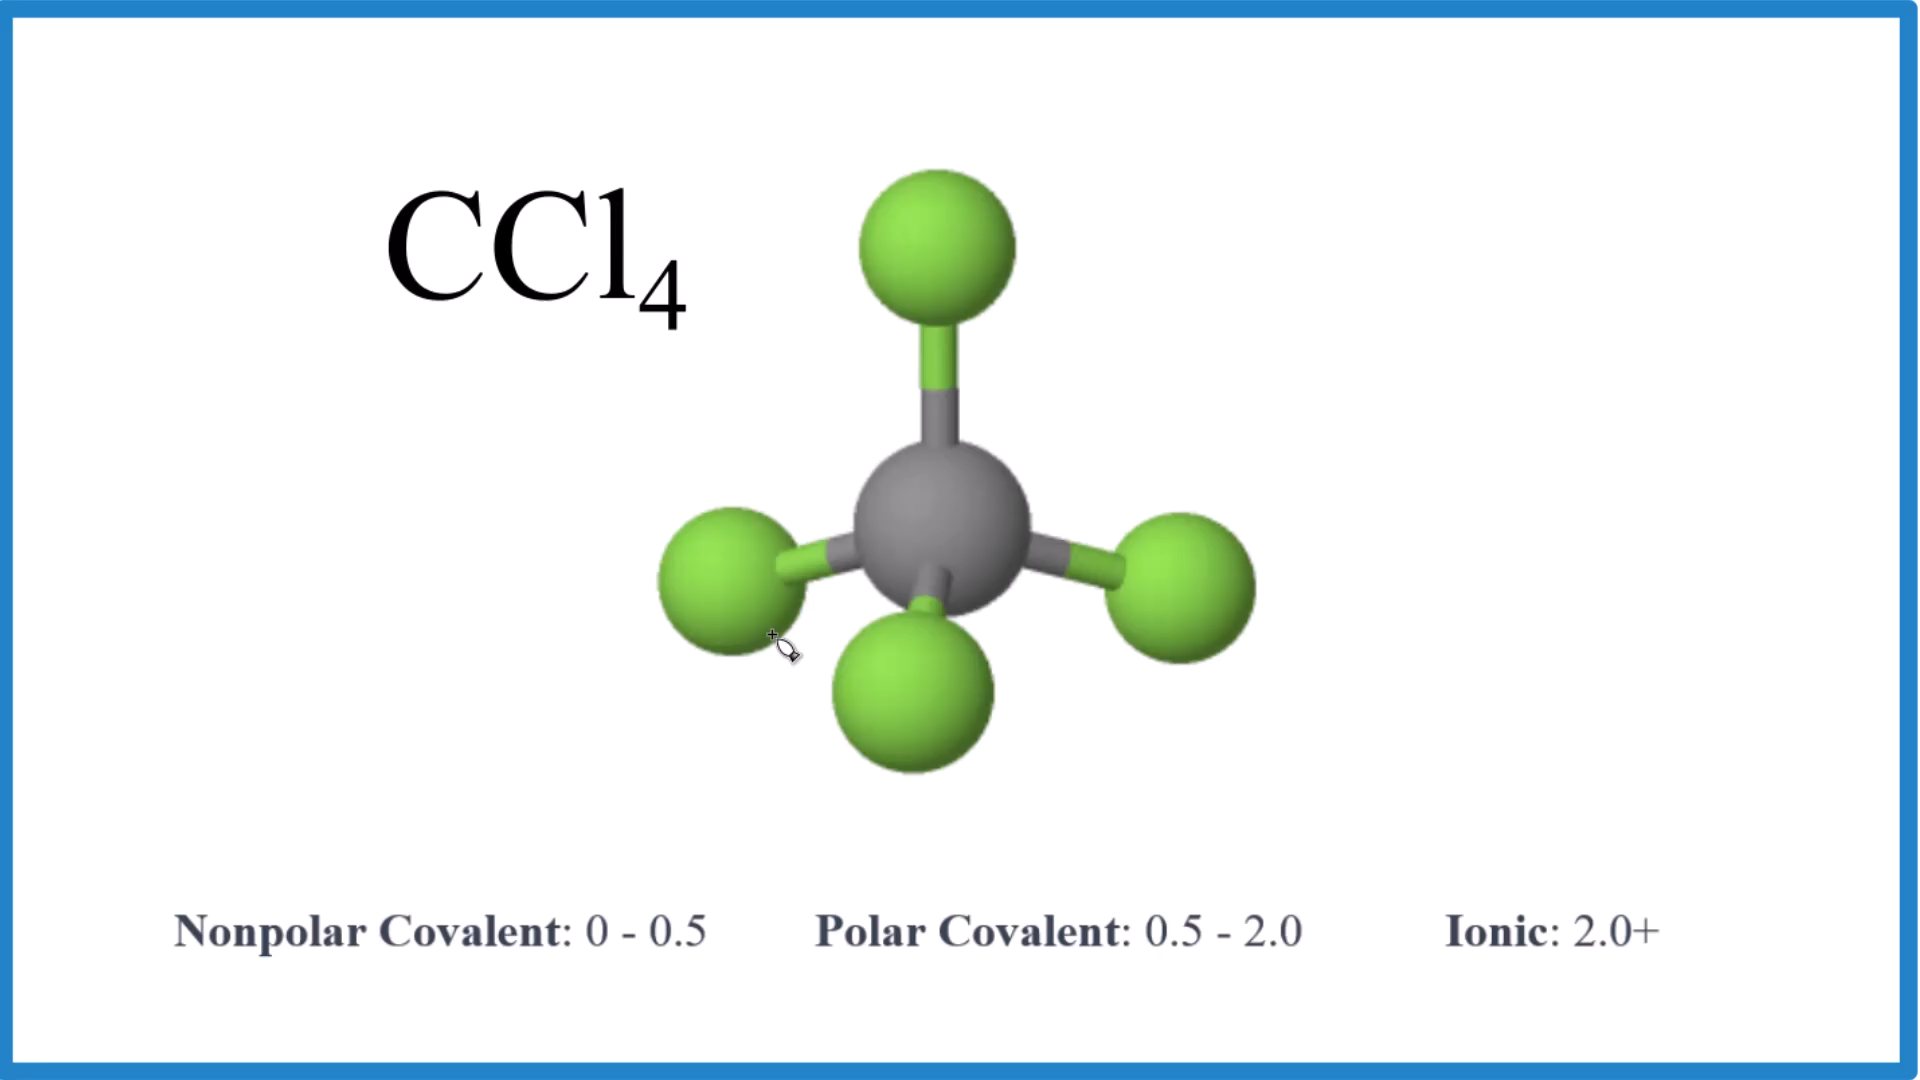 CCl₄
Nonpolar Covalent: 0 - 0.5 Polar Covalent: 0.5 - 2.0 Ionic: 2.0+